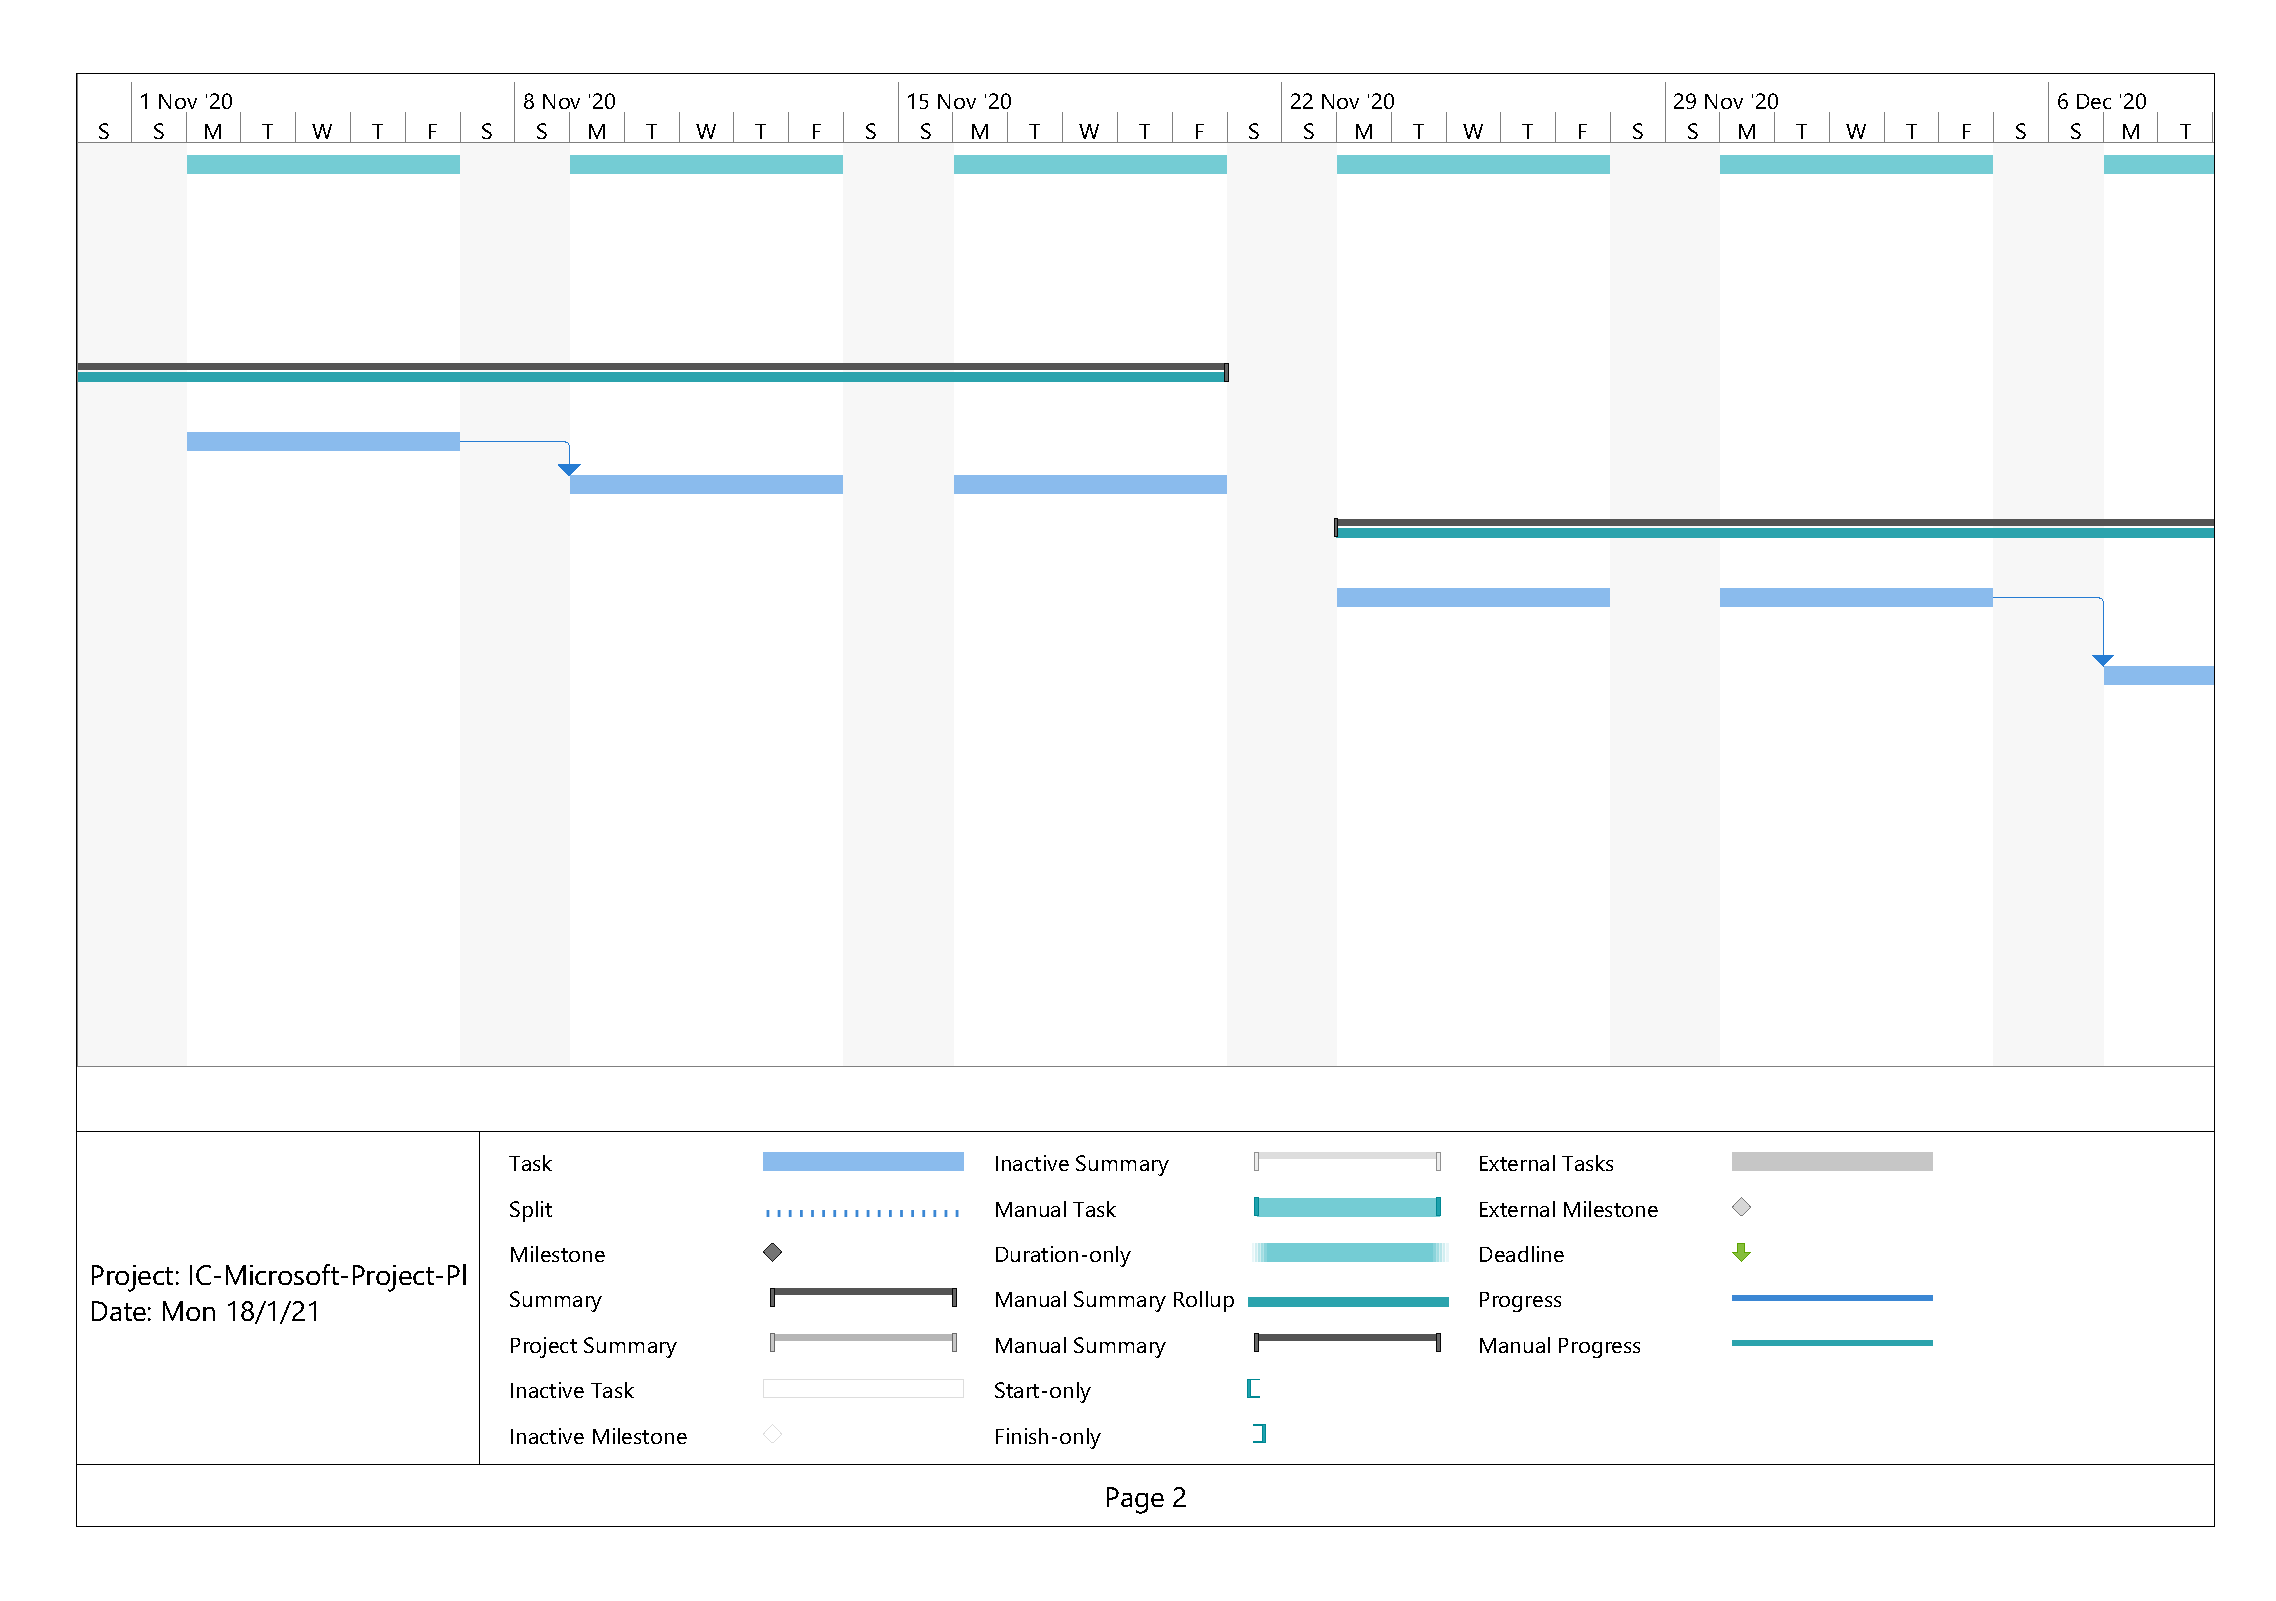 1 Nov '20 8 Nov '20 15 Nov '20 22 Nov '20 29 Nov '20 6 Dec '20
S S M T W T F S S M T W T F S S M T W T F S S M T W T F S S M T W T F S S M T
Project: IC-Microsoft-Project-Pl
Date: Mon 18/1/21
Task
Split
Milestone
Summary
Project Summary
Inactive Task
Inactive Milestone
Inactive Summary
Manual Task
Duration-only
Manual Summary Rollup
Manual Summary
Start-only
Finish-only
External Tasks
External Milestone
Deadline
Progress
Manual Progress
Page 2